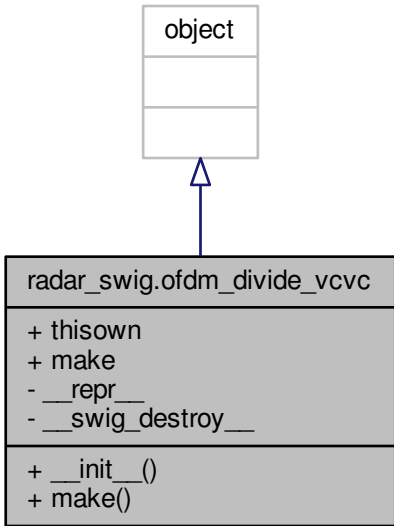 object
radar_swig.ofdm_divide_vcvc
+ thisown
+ make
- __repr__
- __swig_destroy__
+ __init__()
+ make()